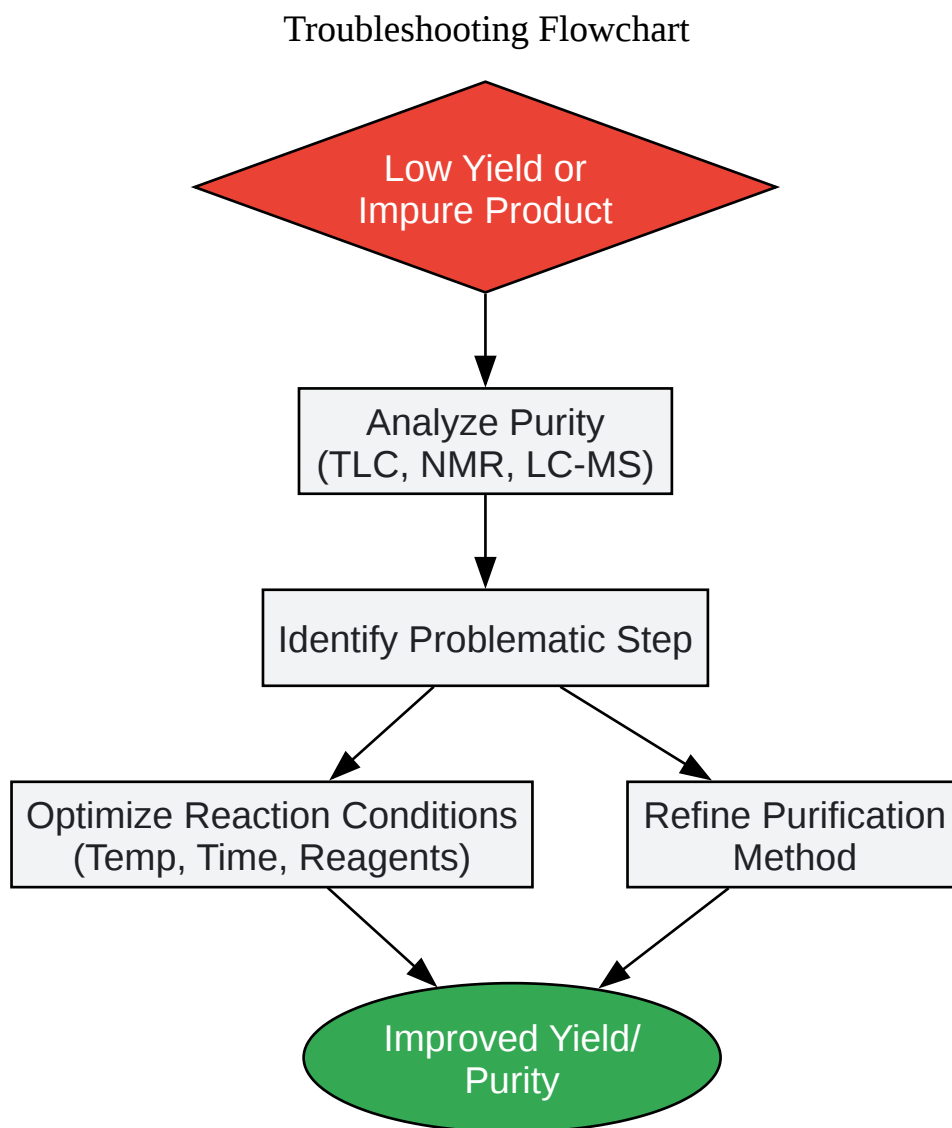 Troubleshooting Flowchart
Low Yield or
Impure Product
Analyze Purity
(TLC, NMR, LC-MS)
Identify Problematic Step
Optimize Reaction Conditions
(Temp, Time, Reagents)
Refine Purification
Method
Improved Yield/
Purity